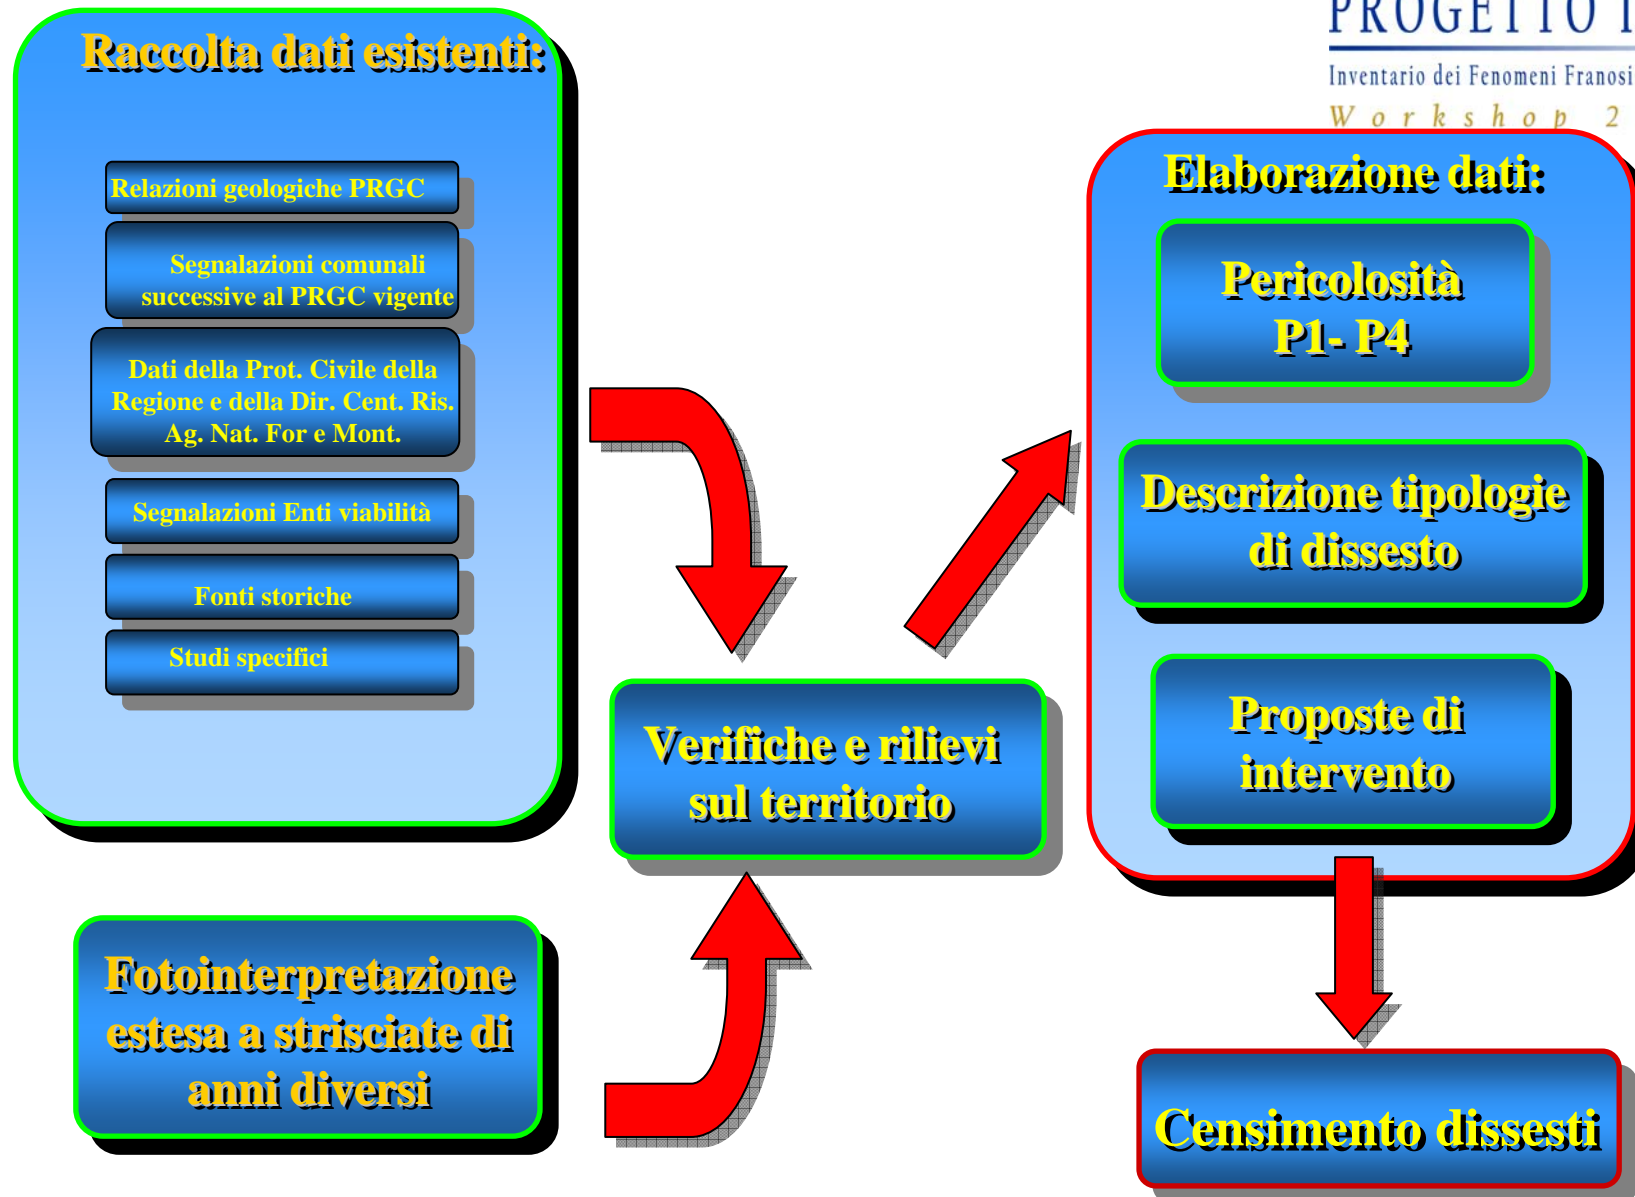 PROGETTO I
Inventario dei Fenomeni Franosi
Workshop 2
Raccolta dati esistenti:
Relazioni geologiche PRGC
Segnalazioni comunali
successive al PRGC vigente
Dati della Prot. Civile della
Regione e della Dir. Cent. Ris.
Ag. Nat. For e Mont.
Segnalazioni Enti viabilità
Fonti storiche
Studi specifici
Fotointerpretazione
estesa a strisciate di
anni diversi
Verifiche e rilievi
sul territorio
Elaborazione dati:
Pericolosità
P1- P4
Descrizione tipologie
di dissesto
Proposte di
intervento
Censimento dissesti